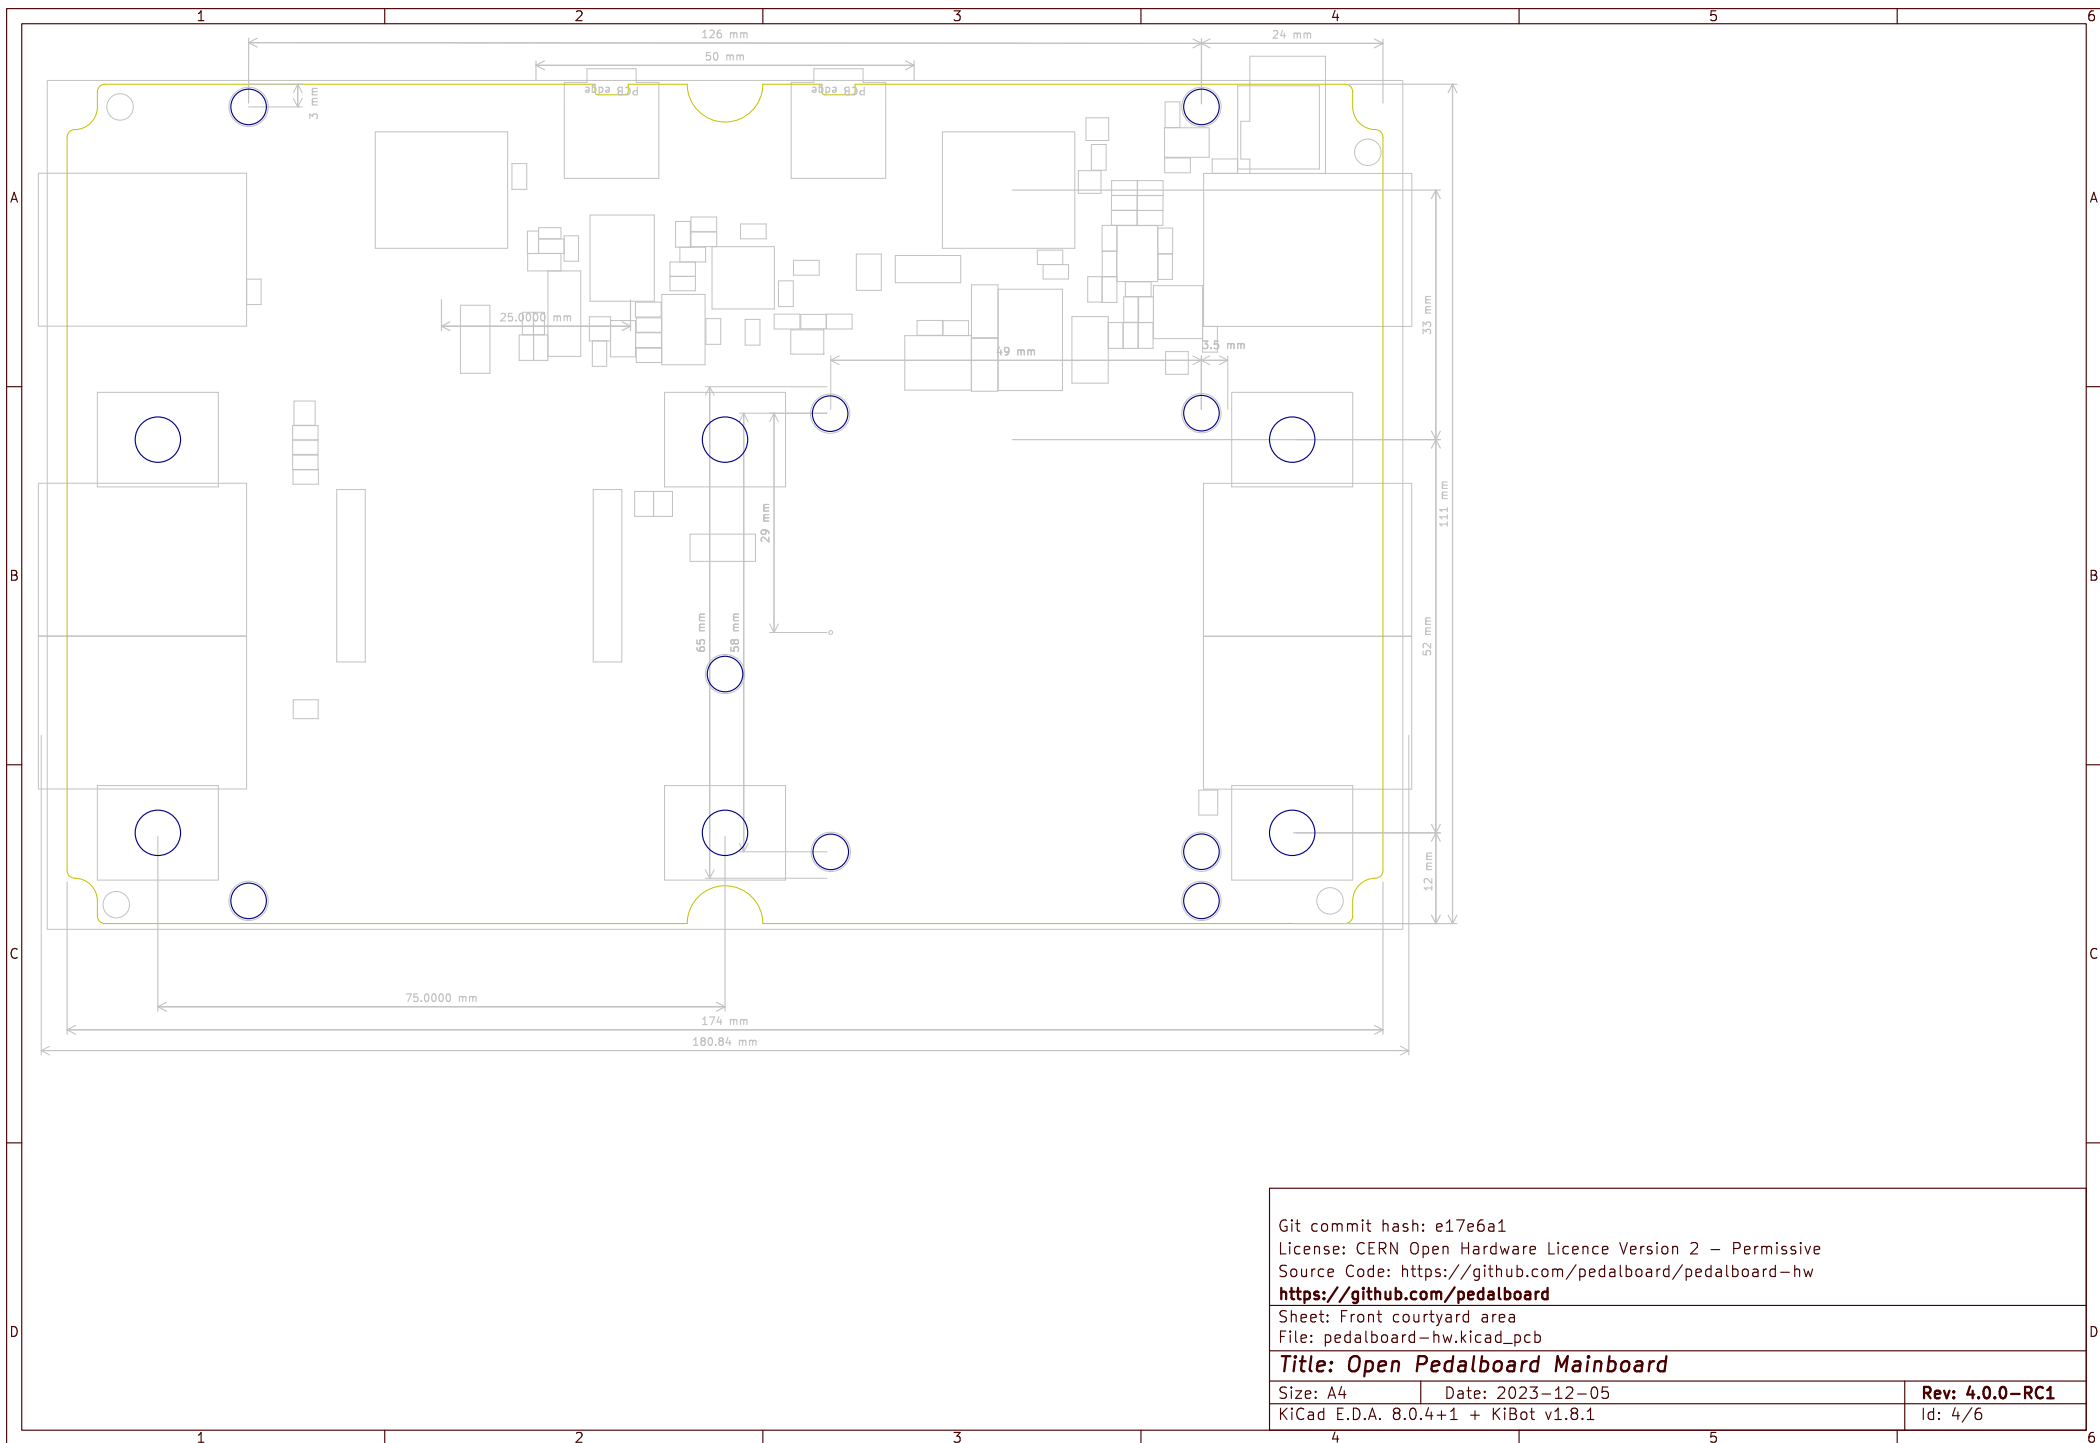 1 2 3 4 5 6
126 mm
24 mm
50 mm
PCB edge
PCB edge
3 mm
A A
25.0000 mm
33 mm
3.5 mm
49 mm
111 mm
29 mm
B B
65 mm
58 mm
52 mm
12 mm
C C
75.0000 mm
174 mm
180.84 mm
Git commit hash: e17e6a1
License: CERN Open Hardware Licence Version 2 - Permissive
Source Code: https://github.com/pedalboard/pedalboard-hw
https://github.com/pedalboard
Sheet: Front courtyard area
File: pedalboard-hw.kicad_pcb
D D
Title: Open Pedalboard Mainboard
Size: A4 Date: 2023-12-05 Rev: 4.0.0-RC1
KiCad E.D.A. 8.0.4+1 + KiBot v1.8.1 Id: 4/6
1 2 3 4 5 6